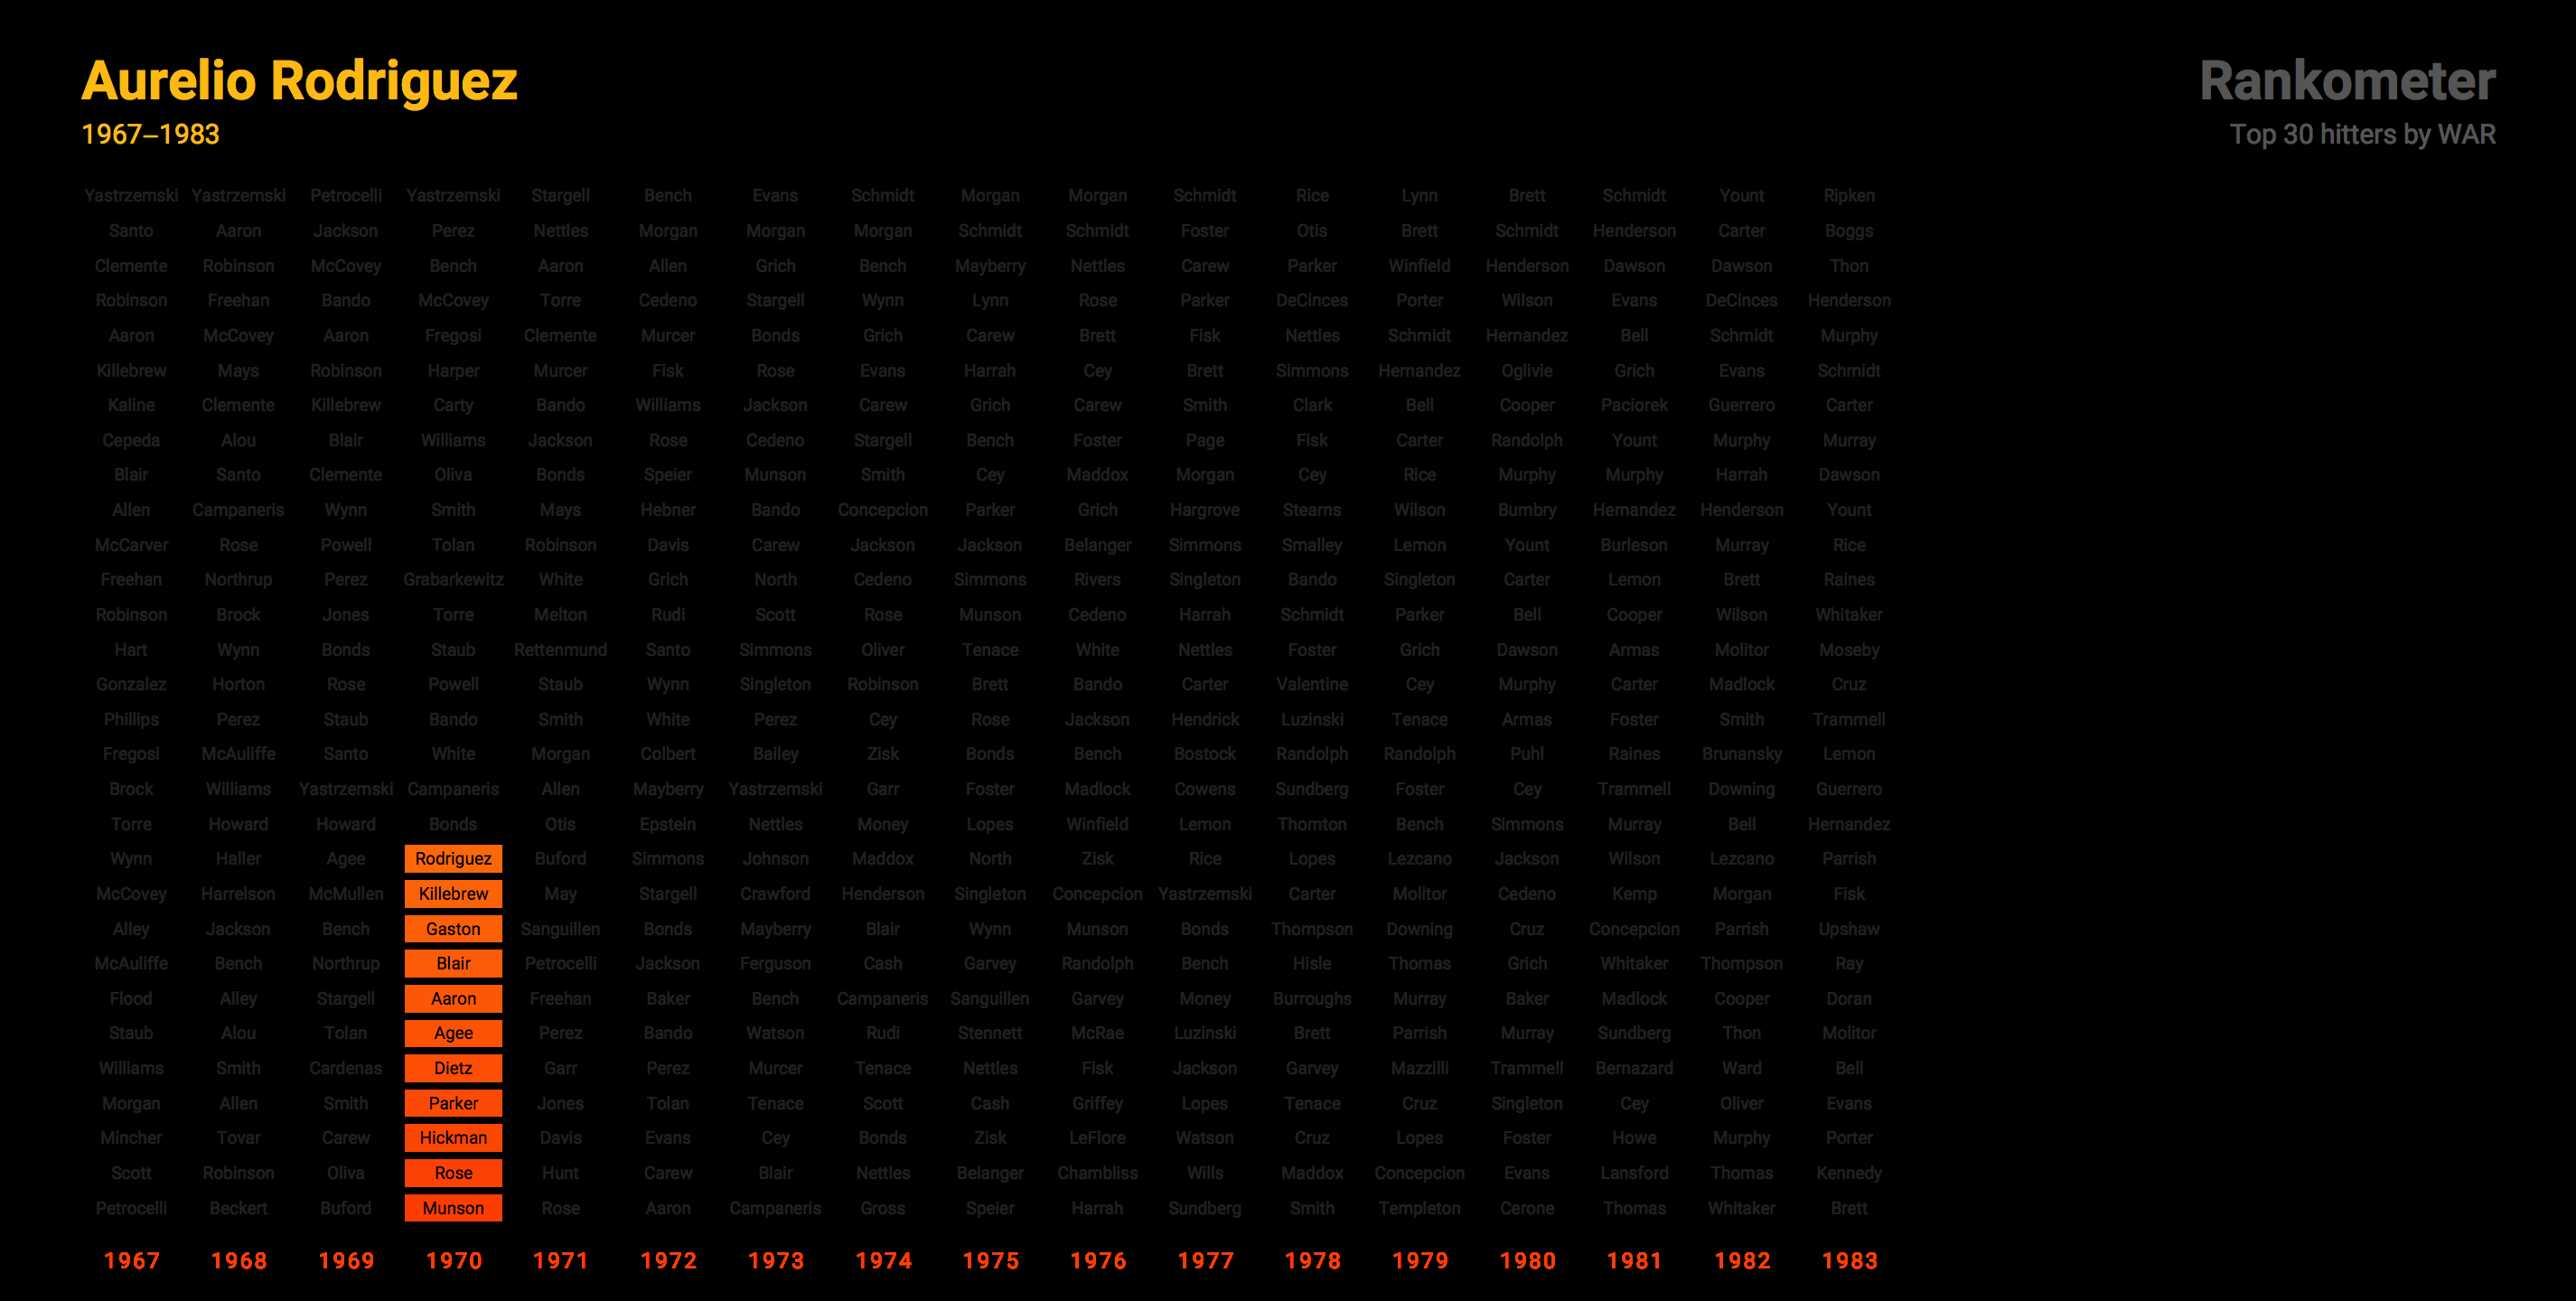 Aurelio Rodriguez
1967–1983
Rankometer
Top 30 hitters by WAR
Yastrzemski Yastrzemski Petrocelli Yastrzemski Stargell Bench Evans Schmidt Morgan Morgan Schmidt Rice Lynn Brett Schmidt Yount Ripken
Santo Aaron Jackson Perez Nettles Morgan Morgan Morgan Schmidt Schmidt Foster Otis Brett Schmidt Henderson Carter Boggs
Clemente Robinson McCovey Bench Aaron Allen Grich Bench Mayberry Nettles Carew Parker Winfield Henderson Dawson Dawson Thon
Robinson Freehan Bando McCovey Torre Cedeno Stargell Wynn Lynn Rose Parker DeCinces Porter Wilson Evans DeCinces Henderson
Aaron McCovey Aaron Fregosi Clemente Murcer Bonds Grich Carew Brett Fisk Nettles Schmidt Hernandez Bell Schmidt Murphy
Killebrew Mays Robinson Harper Murcer Fisk Rose Evans Harrah Cey Brett Simmons Hernandez Oglivie Grich Evans Schmidt
Kaline Clemente Killebrew Carty Bando Williams Jackson Carew Grich Carew Smith Clark Bell Cooper Paciorek Guerrero Carter
Cepeda Alou Blair Williams Jackson Rose Cedeno Stargell Bench Foster Page Fisk Carter Randolph Yount Murphy Murray
Blair Santo Clemente Oliva Bonds Speier Munson Smith Cey Maddox Morgan Cey Rice Murphy Murphy Harrah Dawson
Allen Campaneris Wynn Smith Mays Hebner Bando Concepcion Parker Grich Hargrove Stearns Wilson Bumbry Hernandez Henderson Yount
McCarver Rose Powell Tolan Robinson Davis Carew Jackson Jackson Belanger Simmons Smalley Lemon Yount Burleson Murray Rice
Freehan Northrup Perez Grabarkewitz White Grich North Cedeno Simmons Rivers Singleton Bando Singleton Carter Lemon Brett Raines
Robinson Brock Jones Torre Melton Rudi Scott Rose Munson Cedeno Harrah Schmidt Parker Bell Cooper Wilson Whitaker
Hart Wynn Bonds Staub Rettenmund Santo Simmons Oliver Tenace White Nettles Foster Grich Dawson Armas Molitor Moseby
Gonzalez Horton Rose Powell Staub Wynn Singleton Robinson Brett Bando Carter Valentine Cey Murphy Carter Madlock Cruz
Phillips Perez Staub Bando Smith White Perez Cey Rose Jackson Hendrick Luzinski Tenace Armas Foster Smith Trammell
Fregosi McAuliffe Santo White Morgan Colbert Bailey Zisk Bonds Bench Bostock Randolph Randolph Puhl Raines Brunansky Lemon
Brock Williams Yastrzemski Campaneris Allen Mayberry Yastrzemski Garr Foster Madlock Cowens Sundberg Foster Cey Trammell Downing Guerrero
Torre Howard Howard Bonds Otis Epstein Nettles Money Lopes Winfield Lemon Thornton Bench Simmons Murray Bell Hernandez
Wynn Haller Agee Rodriguez Buford Simmons Johnson Maddox North Zisk Rice Lopes Lezcano Jackson Wilson Lezcano Parrish
McCovey Harrelson McMullen Killebrew May Stargell Crawford Henderson Singleton Concepcion Yastrzemski Carter Molitor Cedeno Kemp Morgan Fisk
Alley Jackson Bench Gaston Sanguillen Bonds Mayberry Blair Wynn Munson Bonds Thompson Downing Cruz Concepcion Parrish Upshaw
McAuliffe Bench Northrup Blair Petrocelli Jackson Ferguson Cash Garvey Randolph Bench Hisle Thomas Grich Whitaker Thompson Ray
Flood Alley Stargell Aaron Freehan Baker Bench Campaneris Sanguillen Garvey Money Burroughs Murray Baker Madlock Cooper Doran
Staub Alou Tolan Agee Perez Bando Watson Rudi Stennett McRae Luzinski Brett Parrish Murray Sundberg Thon Molitor
Williams Smith Cardenas Dietz Garr Perez Murcer Tenace Nettles Fisk Jackson Garvey Mazzilli Trammell Bernazard Ward Bell
Morgan Allen Smith Parker Jones Tolan Tenace Scott Cash Griffey Lopes Tenace Cruz Singleton Cey Oliver Evans
Mincher Tovar Carew Hickman Davis Evans Cey Bonds Zisk LeFlore Watson Cruz Lopes Foster Howe Murphy Porter
Scott Robinson Oliva Rose Hunt Carew Blair Nettles Belanger Chambliss Wills Maddox Concepcion Evans Lansford Thomas Kennedy
Petrocelli Beckert Buford Munson Rose Aaron Campaneris Gross Speier Harrah Sundberg Smith Templeton Cerone Thomas Whitaker Brett
1967 1968 1969 1970 1971 1972 1973 1974 1975 1976 1977 1978 1979 1980 1981 1982 1983